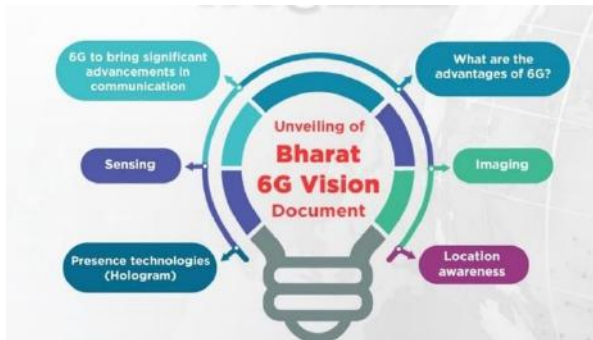 6G to bring significant
advancements in
communication
What are the
advantages of 6G?
Unveiling of
Bharat
6G Vision
Document
Sensing
Imaging
Presence technologies
(Hologram)
Location
awareness